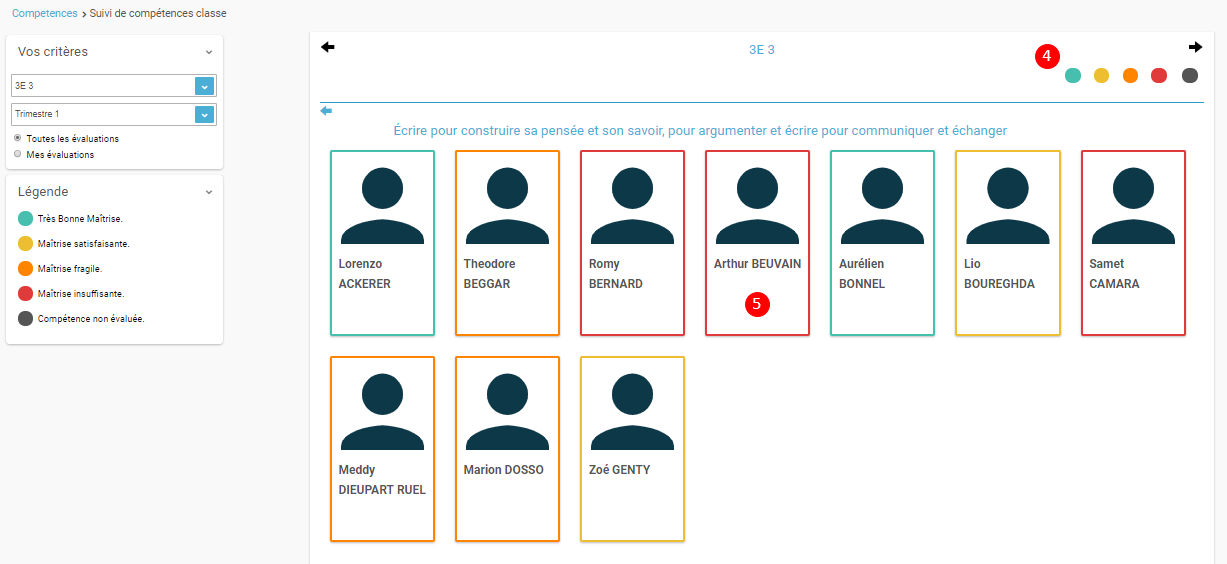 Competences › Suivi de compétences classe
Vos critères
3E 3
Trimestre 1
Toutes les évaluations
Mes évaluations
Légende
Très Bonne Maîtrise.
Maîtrise satisfaisante.
Maîtrise fragile.
Maîtrise insuffisante.
Compétence non évaluée.
3E 3
4
Écrire pour construire sa pensée et son savoir, pour argumenter et écrire pour communiquer et échanger
Lorenzo
ACKERER
Theodore
BEGGAR
Romy
BERNARD
Arthur BEUVAIN
5
Aurélien
BONNEL
Lio
BOUREGHDA
Samet
CAMARA
Meddy
DIEUPART RUEL
Marion DOSSO
Zoé GENTY